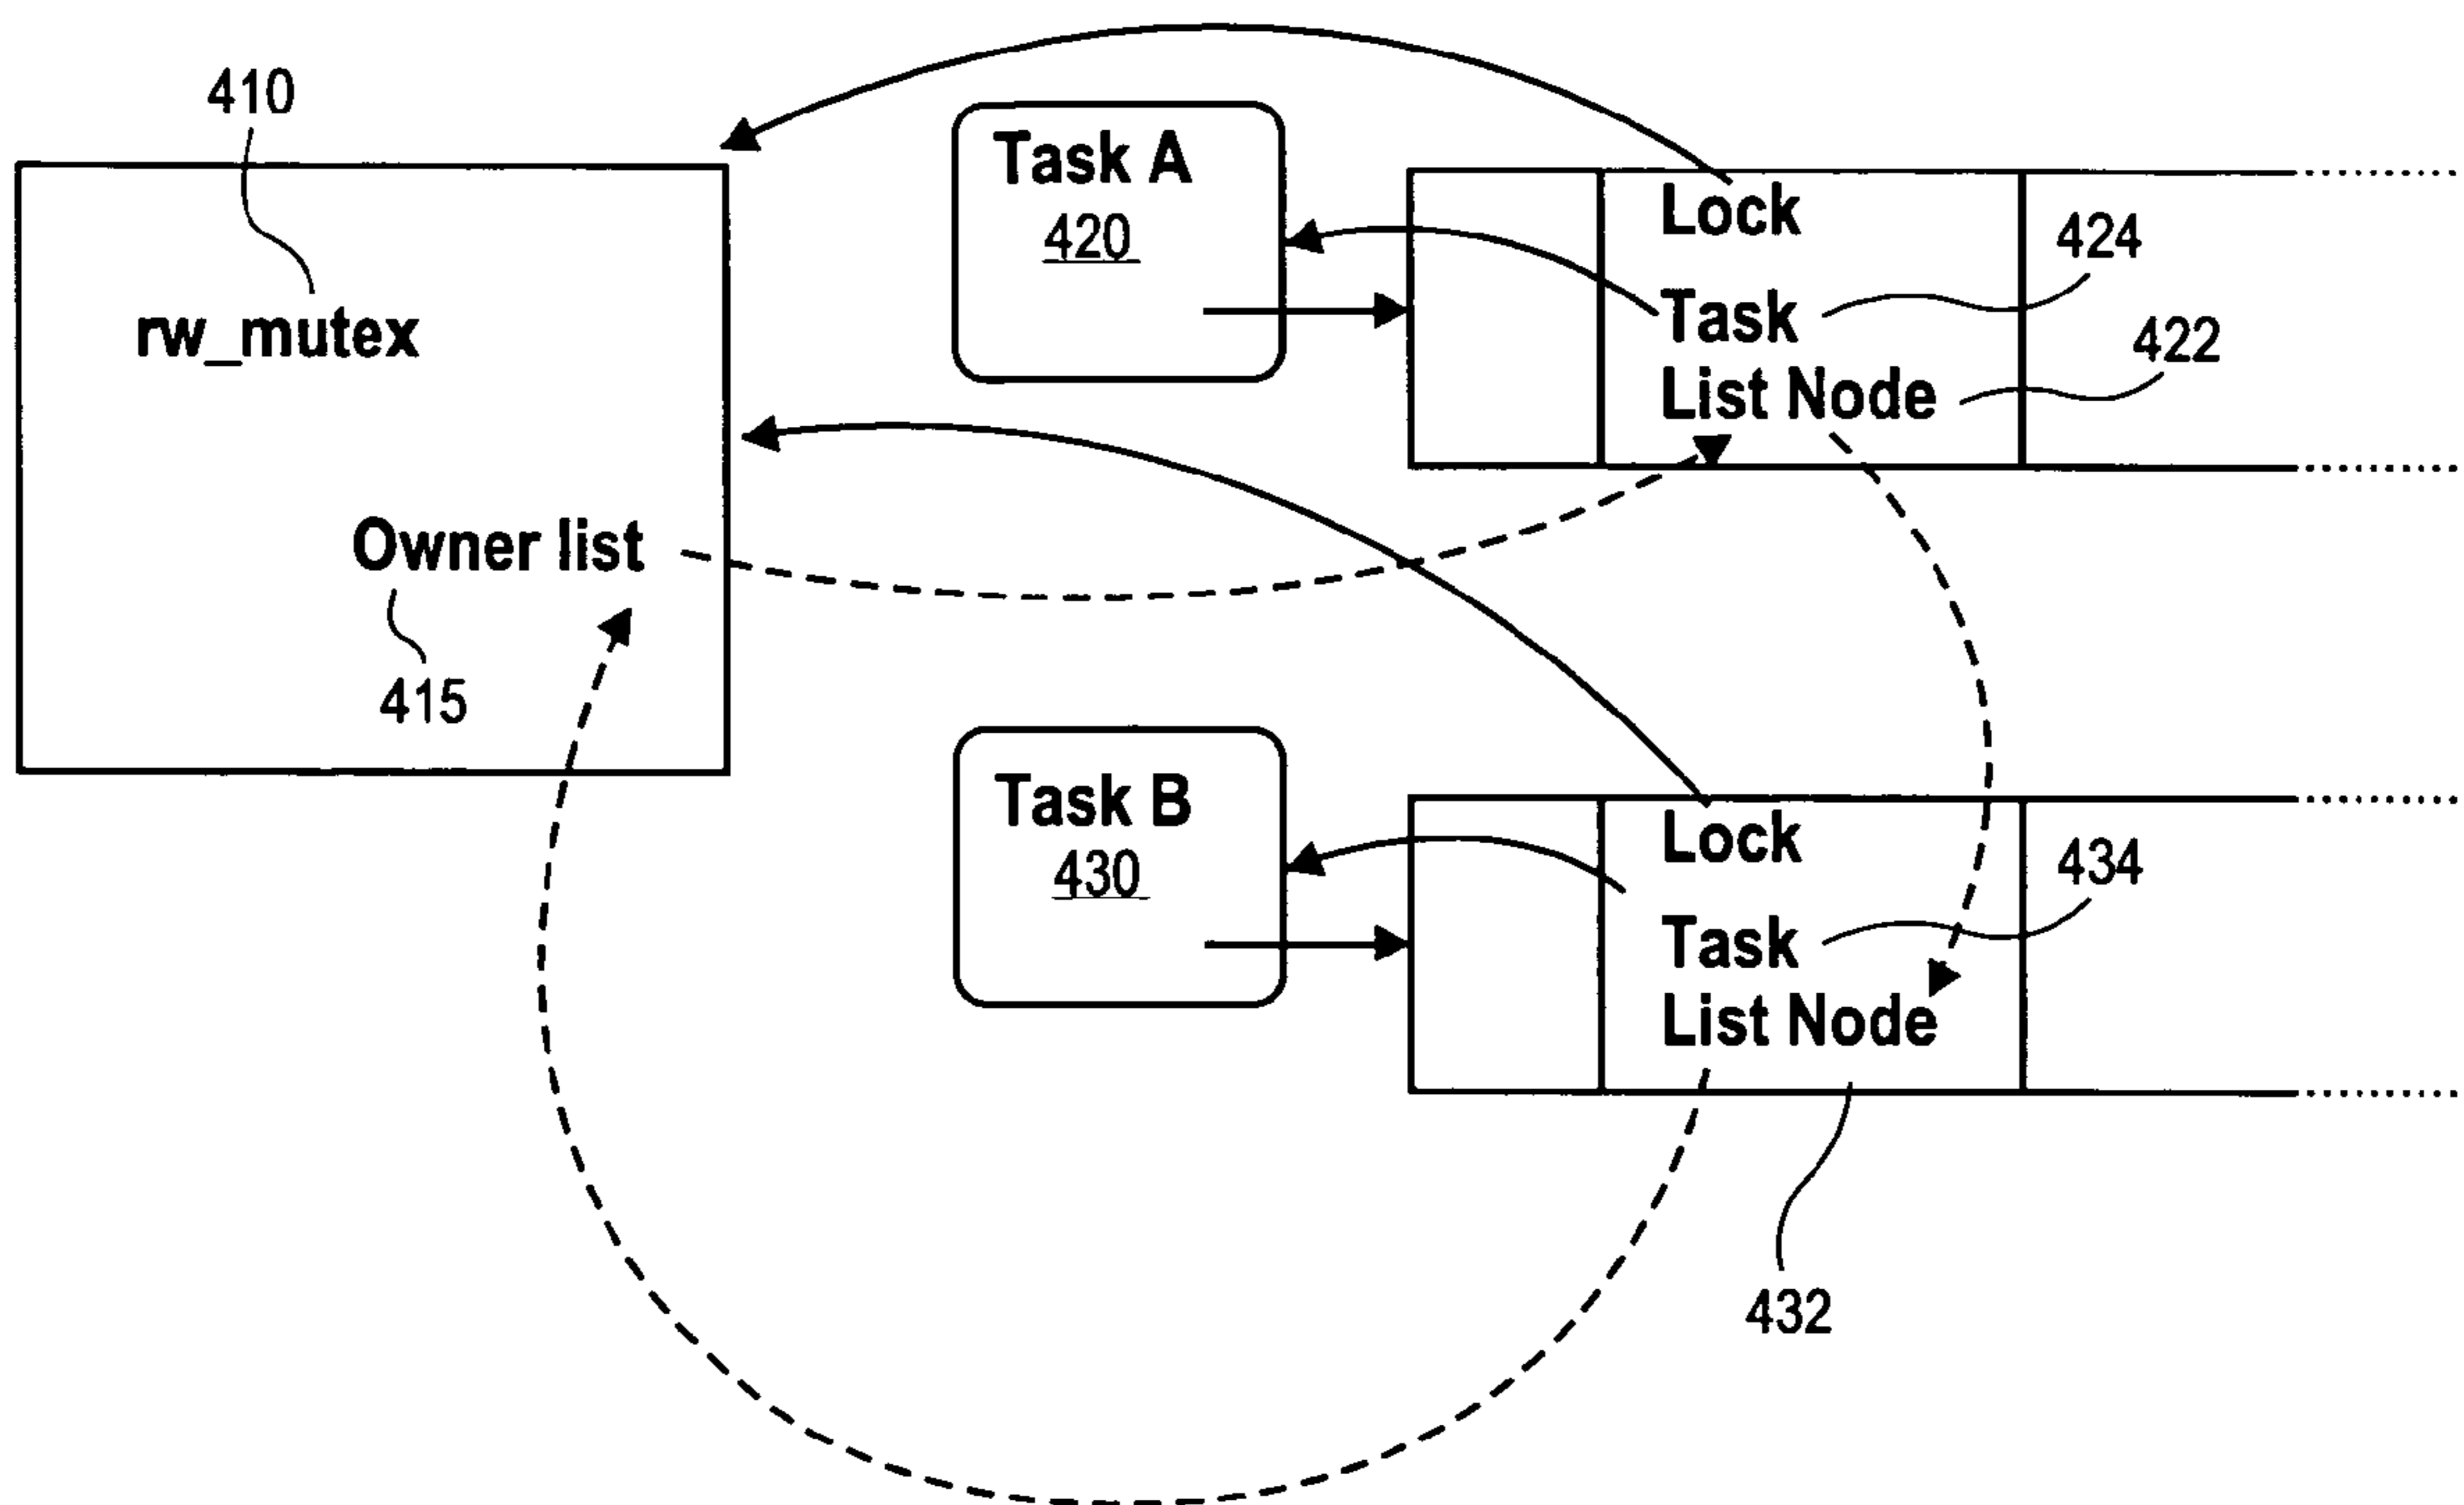 410
rw_mutex
Owner list
415
Task A
420
Lock
Task
List Node
424
422
Task B
430
Lock
Task
List Node
434
432